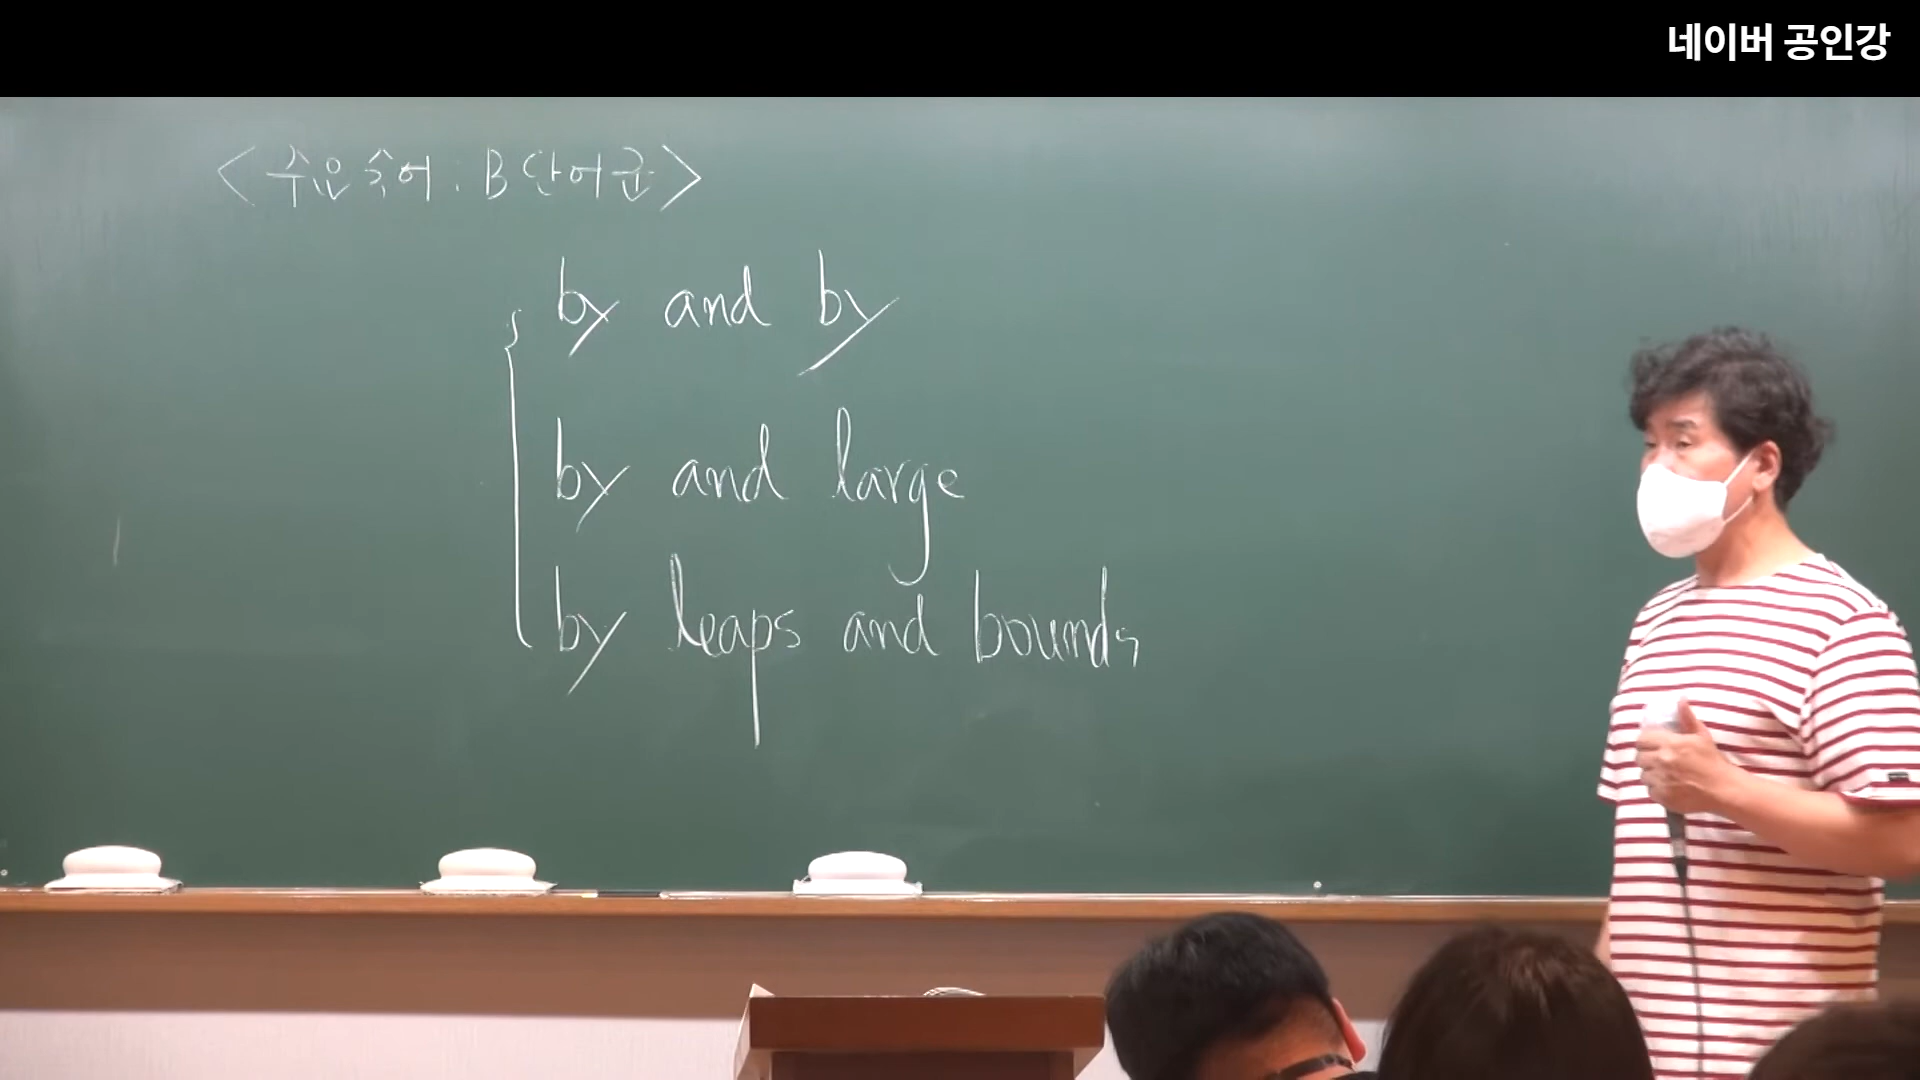 네이버 공인강
<주요 숙어 : B 단어군>
by and by
by and large
by leaps and bounds